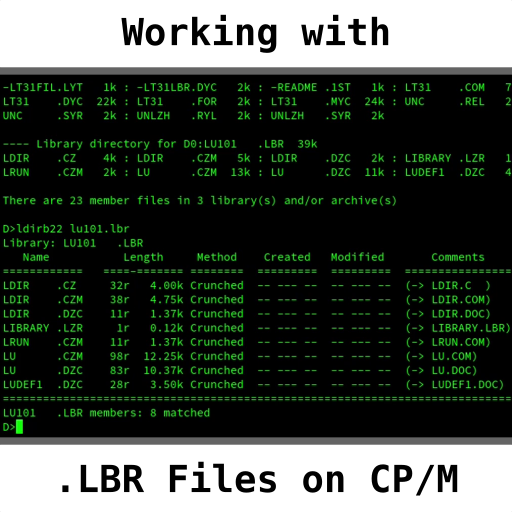 Working with
-LT31FIL.LYT   1k : -LT31LBR.DYC   2k : -README .1ST   1k : LT31    .COM   7
LT31    .DYC  22k : LT31    .FOR   2k : LT31    .MYC  24k : UNC     .REL   2
UNC     .SYR   2k : UNLZH   .RYL   2k : UNLZH   .SYR   2k
---- Library directory for D0:LU101   .LBR  39k
LDIR    .CZ    4k : LDIR    .CZM   5k : LDIR    .DZC   2k : LIBRARY .LZR   1
LRUN    .CZM   2k : LU      .CZM  13k : LU      .DZC  11k : LUDEF1  .DZC   4
There are 23 member files in 3 library(s) and/or archive(s)
D>ldirb22 lu101.lbr
Library: LU101   .LBR
   Name           Length     Method    Created   Modified       Comments
============    ====-======= ========  ========  =========  ================
LDIR    .CZ     32r   4.00k Crunched  -- --- --  -- --- --  (-> LDIR.C  )
LDIR    .CZM    38r   4.75k Crunched  -- --- --  -- --- --  (-> LDIR.COM)
LDIR    .DZC    11r   1.37k Crunched  -- --- --  -- --- --  (-> LDIR.DOC)
LIBRARY .LZR     1r   0.12k Crunched  -- --- --  -- --- --  (-> LIBRARY.LBR)
LRUN    .CZM    11r   1.37k Crunched  -- --- --  -- --- --  (-> LRUN.COM)
LU      .CZM    98r  12.25k Crunched  -- --- --  -- --- --  (-> LU.COM)
LU      .DZC    83r  10.37k Crunched  -- --- --  -- --- --  (-> LU.DOC)
LUDEF1  .DZC    28r   3.50k Crunched  -- --- --  -- --- --  (-> LUDEF1.DOC)
============================================================================
LU101   .LBR members: 8 matched
D>
.LBR Files on CP/M